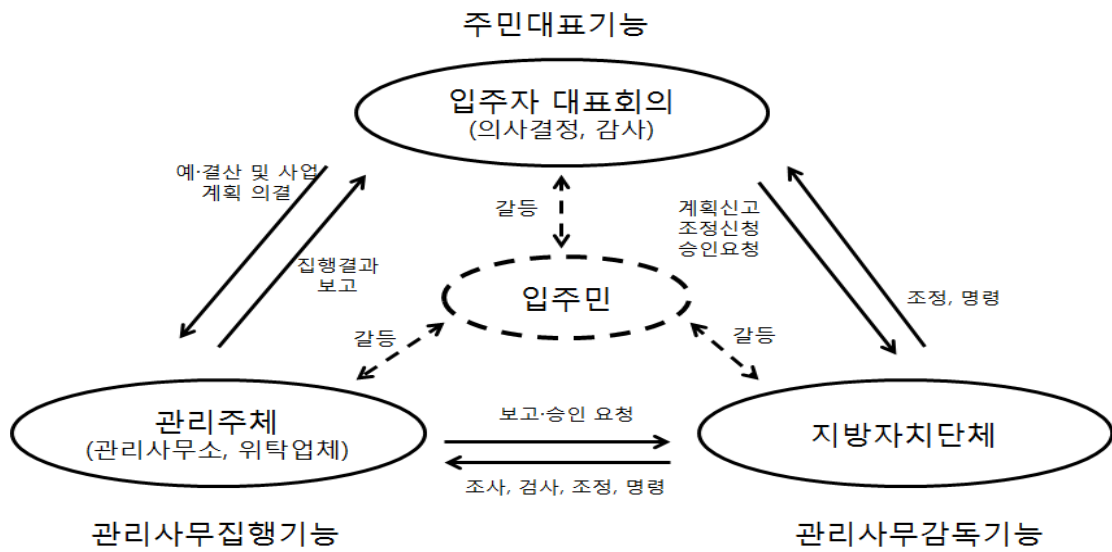 주민대표기능
입주자 대표회의
(의사결정, 감사)
예·결산 및 사업
계획 의결
갈등
계획신고
조정신청
승인요청
집행결과
보고
입주민
조정, 명령
갈등
갈등
관리주체
(관리사무소, 위탁업체)
보고·승인 요청
지방자치단체
조사, 검사, 조정, 명령
관리사무집행기능
관리사무감독기능